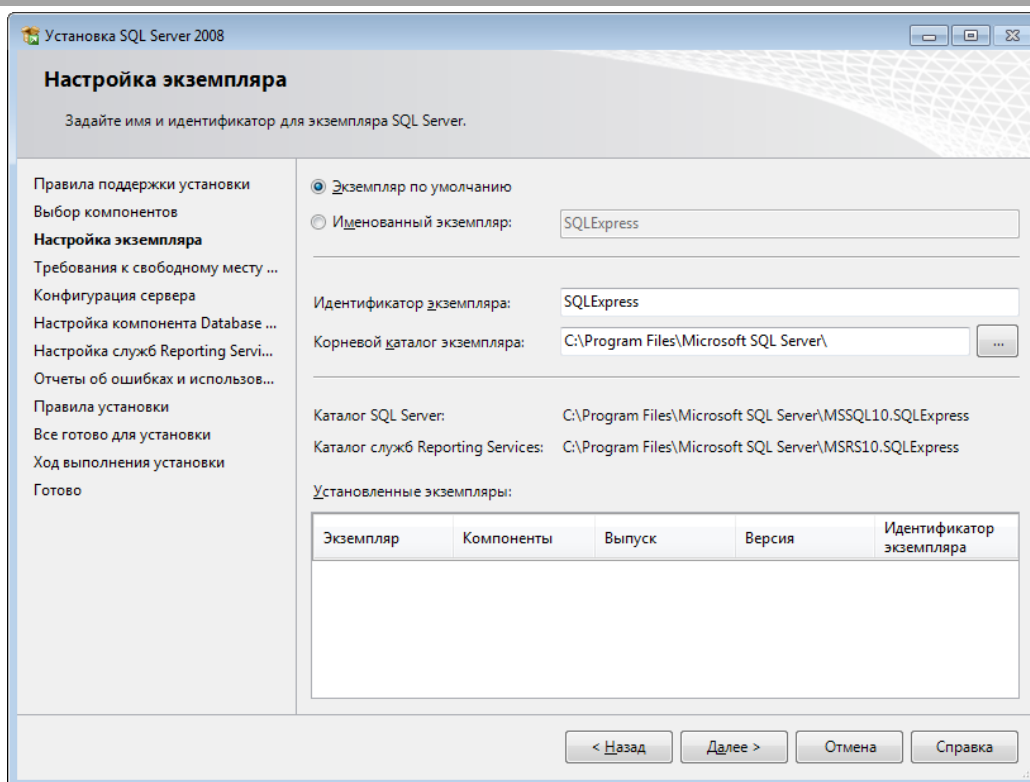 Установка SQL Server 2008
Настройка экземпляра
Задайте имя и идентификатор для экземпляра SQL Server.
Правила поддержки установки
Выбор компонентов
Настройка экземпляра
Требования к свободному месту ...
Конфигурация сервера
Настройка компонента Database ...
Настройка служб Reporting Servi...
Отчеты об ошибках и использов...
Правила установки
Все готово для установки
Ход выполнения установки
Готово
Экземпляр по умолчанию
Именованный экземпляр: SQLExpress
Идентификатор экземпляра: SQLExpress
Корневой каталог экземпляра: C:\Program Files\Microsoft SQL Server\ ...
Каталог SQL Server: C:\Program Files\Microsoft SQL Server\MSSQL10.SQLExpress
Каталог служб Reporting Services: C:\Program Files\Microsoft SQL Server\MSRS10.SQLExpress
Установленные экземпляры:
Экземпляр Компоненты Выпуск Версия Идентификатор экземпляра
< Назад Далее > Отмена Справка